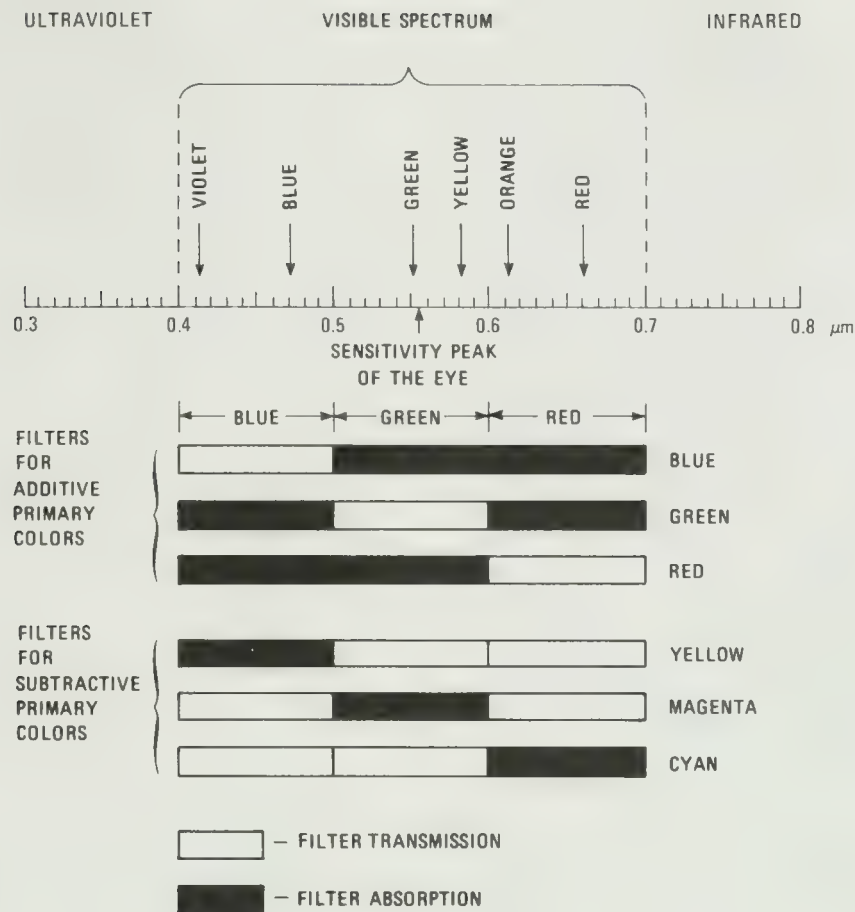 ULTRAVIOLET VISIBLE SPECTRUM INFRARED
VIOLET
BLUE
GREEN
YELLOW
ORANGE
RED
0.3 0.4 0.5 0.6 0.7 0.8 μm
SENSITIVITY PEAK
OF THE EYE
BLUE GREEN RED
FILTERS
FOR
ADDITIVE
PRIMARY
COLORS
BLUE
GREEN
RED
FILTERS
FOR
SUBTRACTIVE
PRIMARY
COLORS
YELLOW
MAGENTA
CYAN
– FILTER TRANSMISSION
– FILTER ABSORPTION